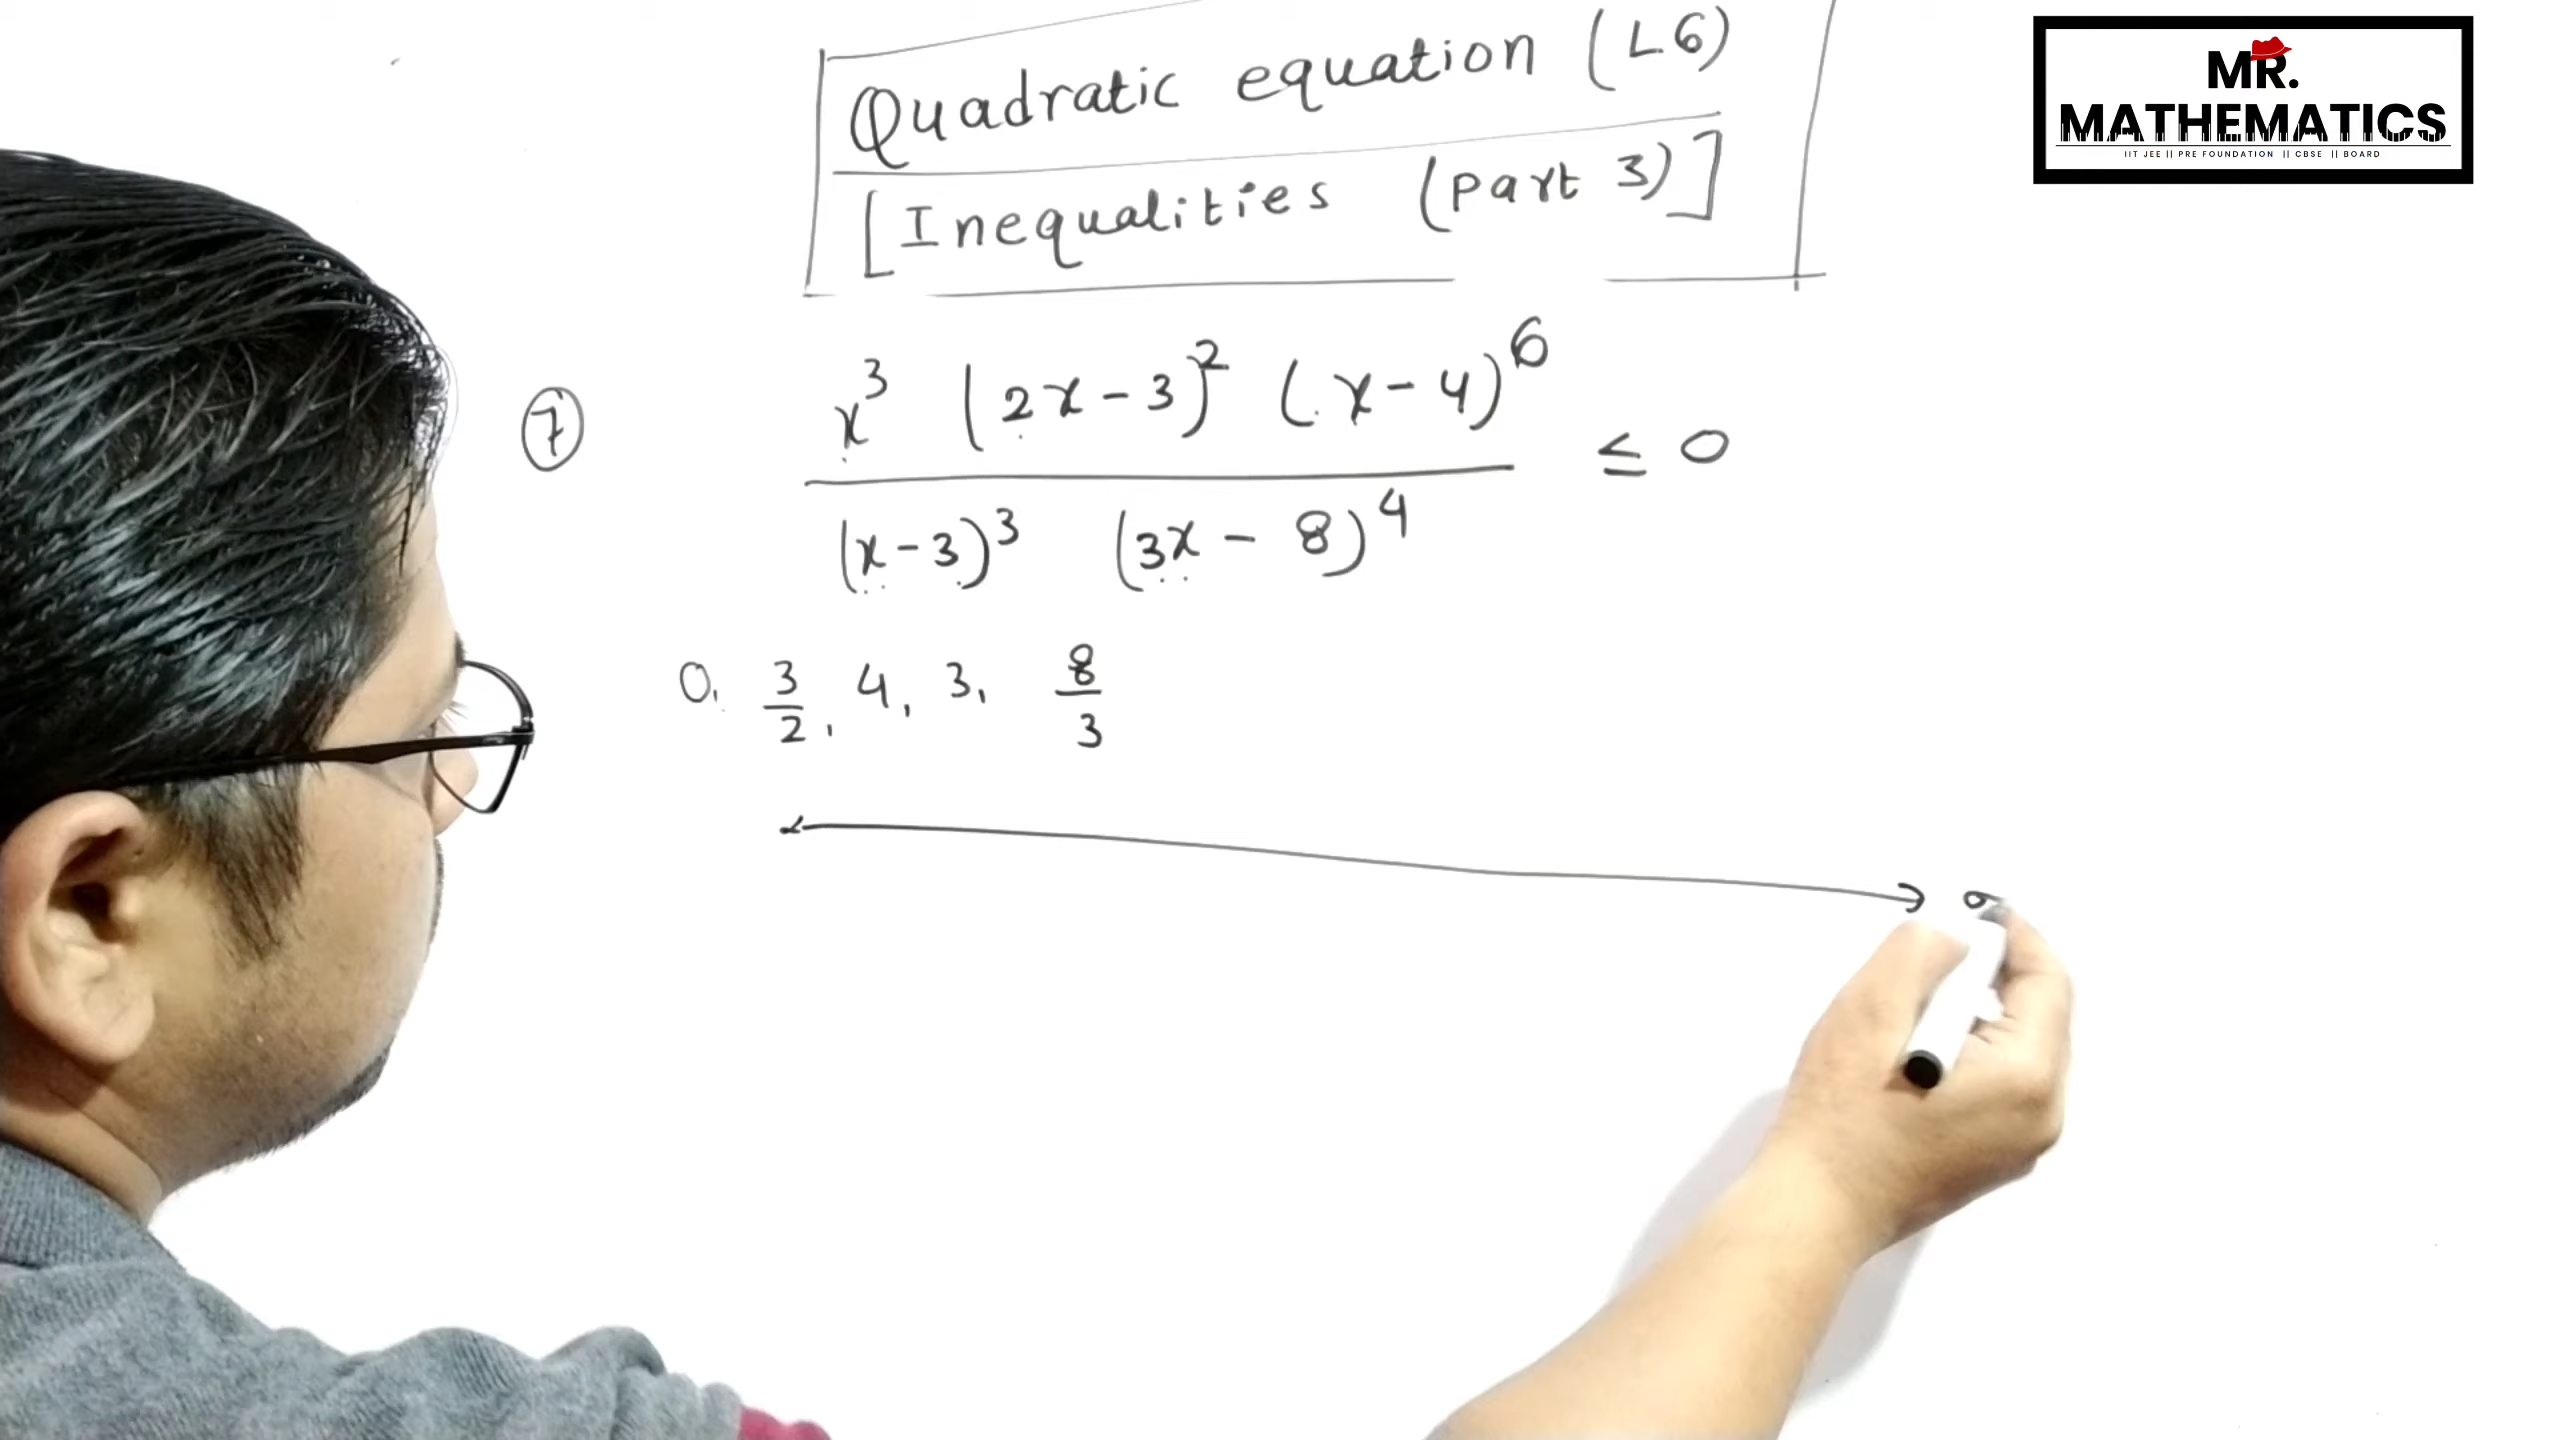 Quadratic equation (L6)
[Inequalities (part 3)]
MR.
MATHEMATICS
IIT JEE || PRE FOUNDATION || CBSE || BOARD
⑦ x³ (2x-3)² (x-4)⁶
≤ 0
(x-3)³ (3x-8)⁴
0, 3/2, 4, 3, 8/3